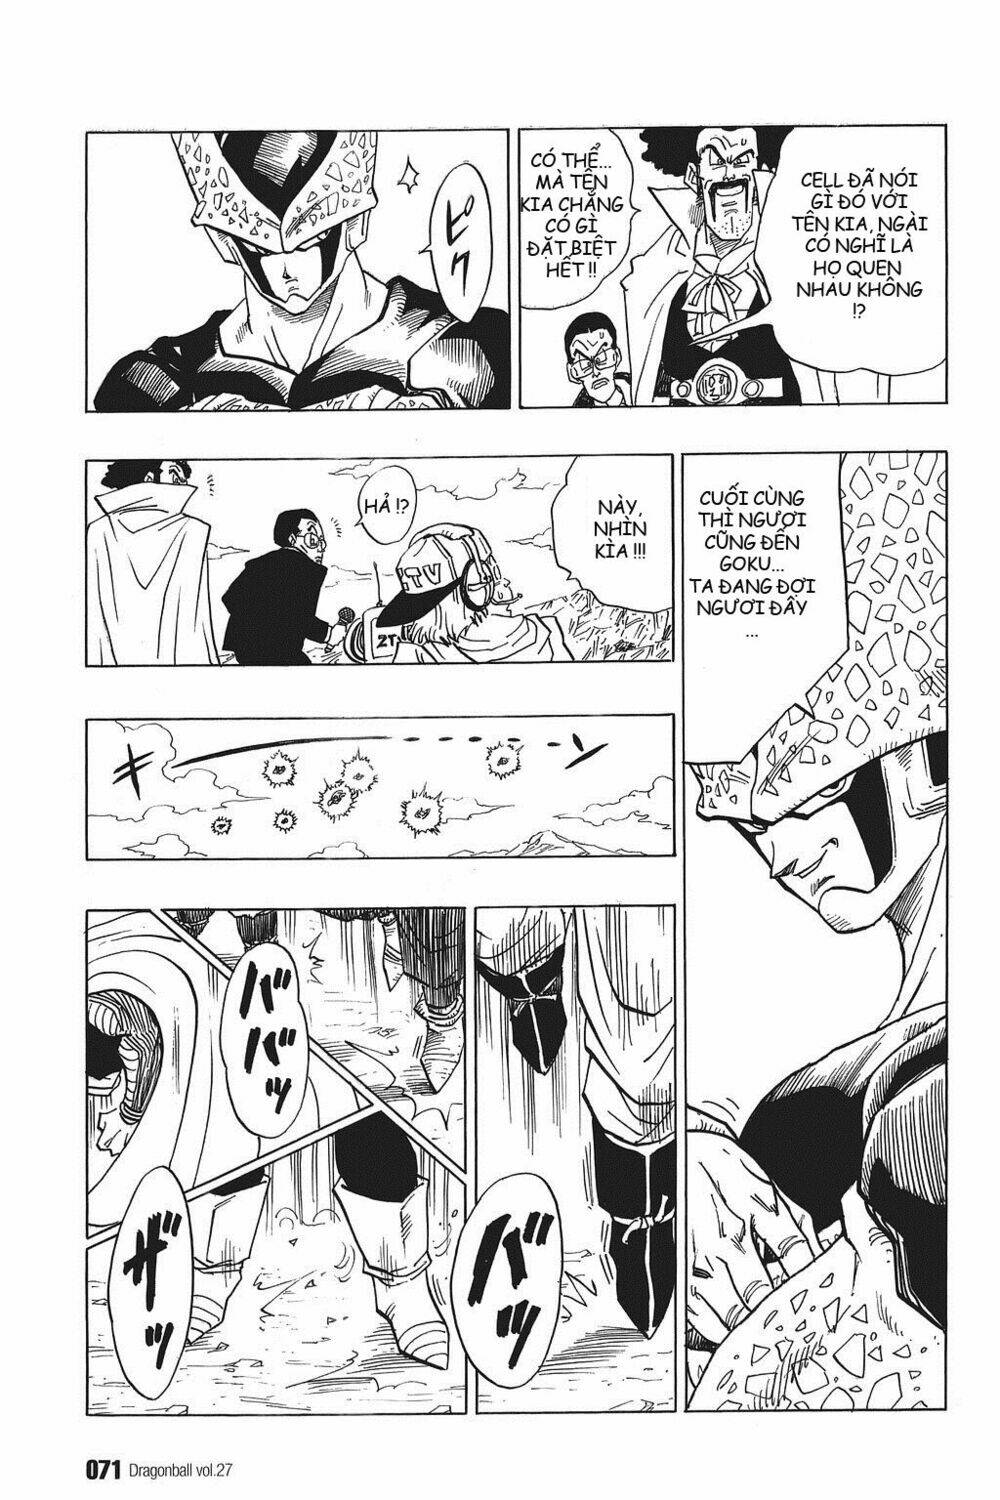 CELL ĐÃ NÓI
GÌ ĐÓ VỚI
TÊN KIA, NGÀI
CÓ NGHĨ LÀ
HỌ QUEN
NHAU KHÔNG
!?
CÓ THỂ...
MÀ TÊN
KIA CHẲNG
CÓ GÌ
ĐẶT BIỆT
HẾT !!
ピク
CUỐI CÙNG
THÌ NGƯƠI
CŨNG ĐẾN
GOKU...
TA ĐANG ĐỢI
NGƯƠI ĐÂY
...
NÀY,
NHÌN
KÌA !!!
HẢ !?
ZTV
ZT
キーン
バッ
ババッ
ザッ
071 Dragonball vol.27